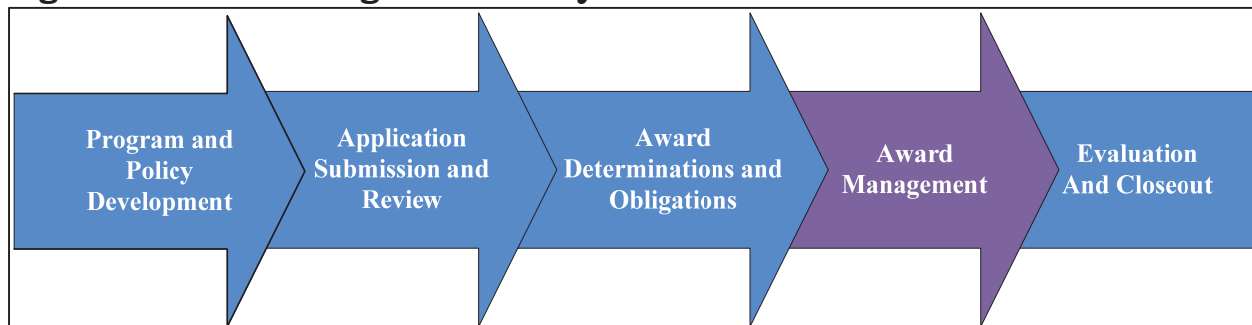 Program and
Policy
Development
Application
Submission and
Review
Award
Determinations and
Obligations
Award
Management
Evaluation
And Closeout